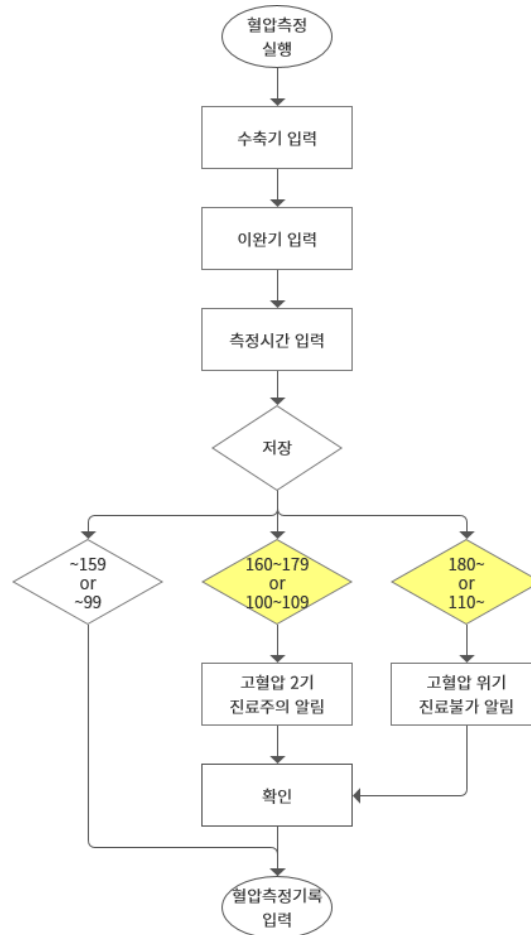 혈압측정
실행
수축기 입력
이완기 입력
측정시간 입력
저장
~159
or
~99
160~179
or
100~109
180~
or
110~
고혈압 2기
진료주의 알림
고혈압 위기
진료불가 알림
확인
혈압측정기록
입력